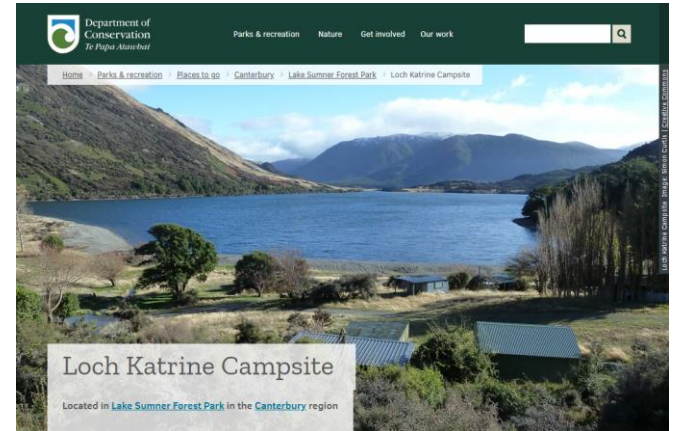 Department of
Conservation
Te Papa Atawhai
Parks & recreation Nature Get involved Our work
Home > Parks & recreation > Places to go > Canterbury > Lake Sumner Forest Park > Loch Katrine Campsite
Loch Katrine Campsite Image: Simon Curtis | Creative Commons
Loch Katrine Campsite
Located in Lake Sumner Forest Park in the Canterbury region